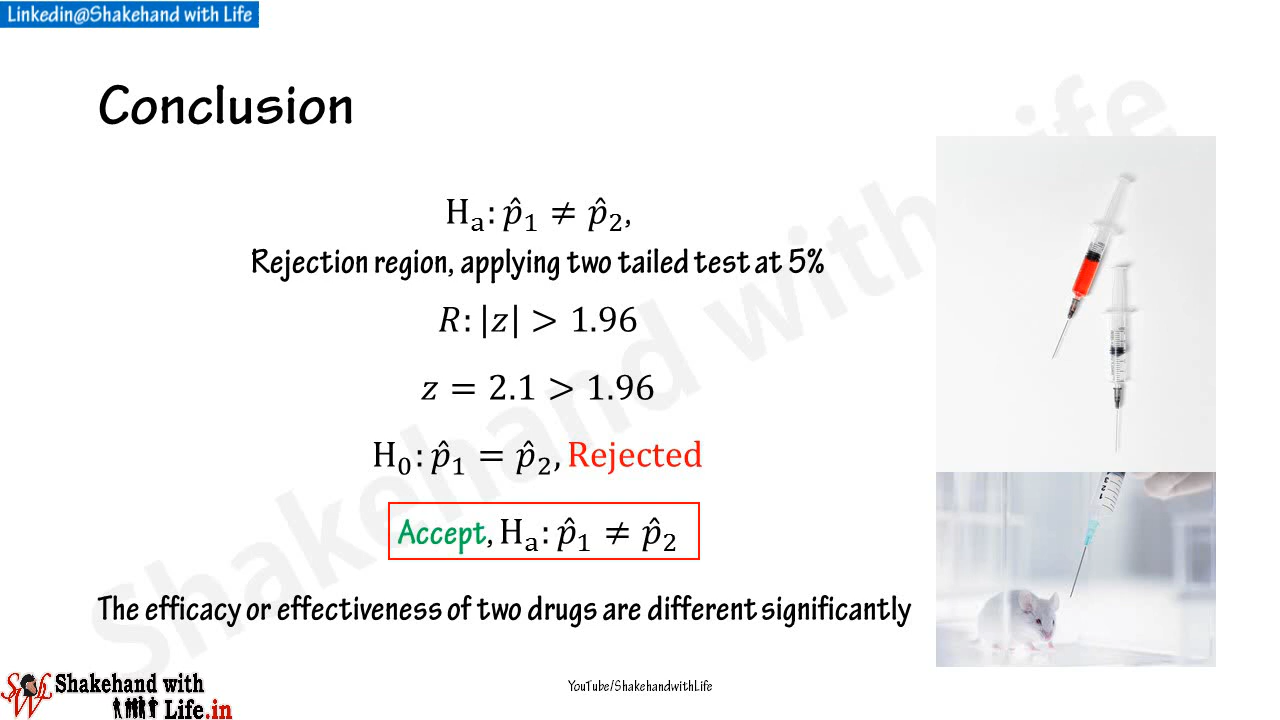 Linkedin@Shakehand with Life
Conclusion
Hₐ: p̂₁ ≠ p̂₂,
Rejection region, applying two tailed test at 5%
R: |z| > 1.96
z = 2.1 > 1.96
H₀: p̂₁ = p̂₂, Rejected
Accept, Hₐ: p̂₁ ≠ p̂₂
The efficacy or effectiveness of two drugs are different significantly
Shakehand with Life
SWL Shakehand with
Life.in
YouTube/ShakehandwithLife